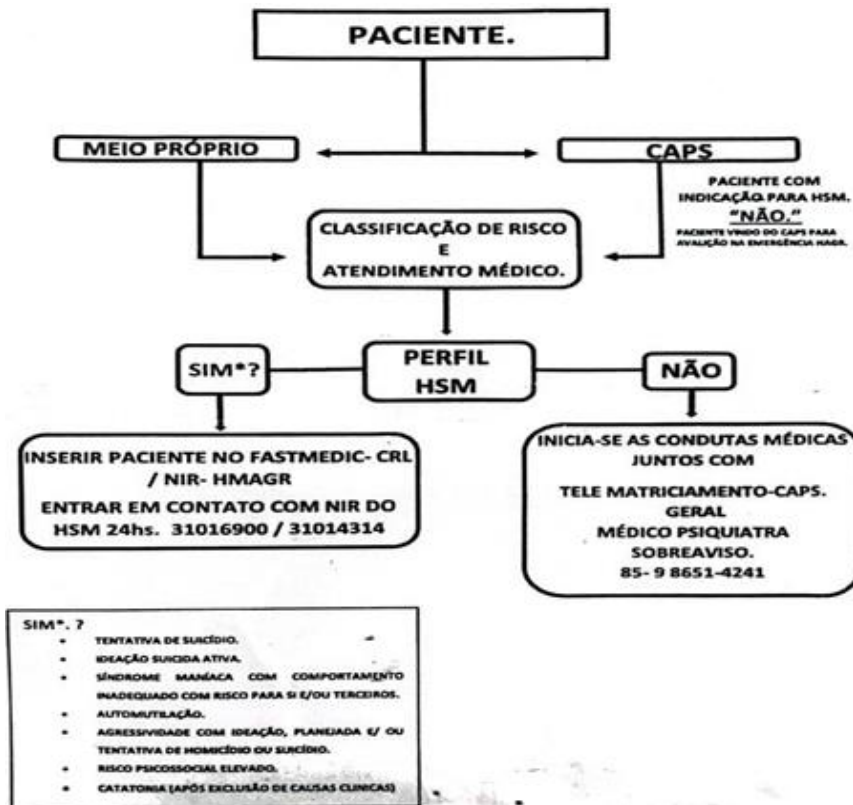 PACIENTE.
MEIO PRÓPRIO
CAPS
PACIENTE COM
INDICAÇÃO PARA HSM.
"NÃO."
PACIENTE VINDO DO CAPS PARA
AVALIÇÃO NA EMERGÊNCIA HAGR.
CLASSIFICAÇÃO DE RISCO
E
ATENDIMENTO MÉDICO.
SIM*?
PERFIL
HSM
NÃO
INSERIR PACIENTE NO FASTMEDIC- CRL
/ NIR- HMAGR
ENTRAR EM CONTATO COM NIR DO
HSM 24hs. 31016900 / 31014314
INICIA-SE AS CONDUTAS MÉDICAS
JUNTOS COM
TELE MATRICIAMENTO-CAPS.
GERAL
MÉDICO PSIQUIATRA
SOBREAVISO.
85- 9 8651-4241
SIM*. ?
• TENTATIVA DE SUICÍDIO.
• IDEAÇÃO SUICIDA ATIVA.
• SÍNDROME MANÍACA COM COMPORTAMENTO
INADEQUADO COM RISCO PARA SI E/OU TERCEIROS.
• AUTOMUTILAÇÃO.
• AGRESSIVIDADE COM IDEAÇÃO, PLANEJADA E/ OU
TENTATIVA DE HOMICÍDIO OU SUICÍDIO.
• RISCO PSICOSSOCIAL ELEVADO.
• CATATONIA (APÓS EXCLUSÃO DE CAUSAS CLINICAS)